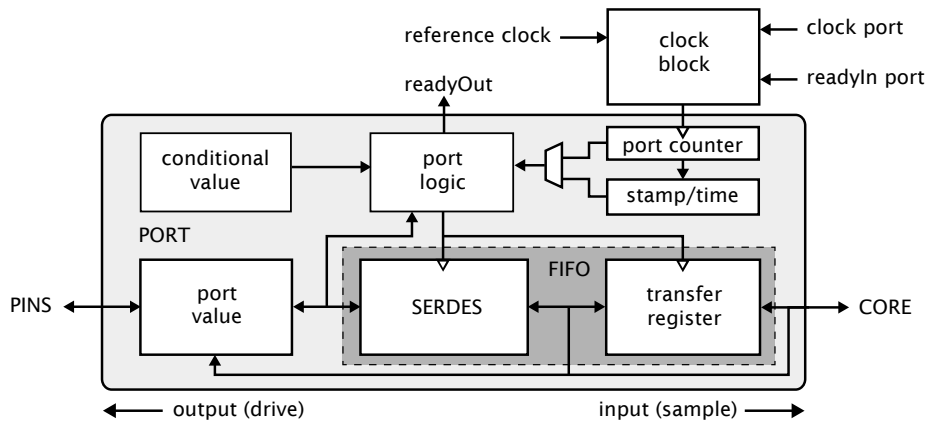 reference clock
clock
block
clock port
readyIn port
readyOut
conditional
value
port
logic
port counter
stamp/time
PORT
FIFO
PINS
port
value
SERDES
transfer
register
CORE
output (drive)
input (sample)